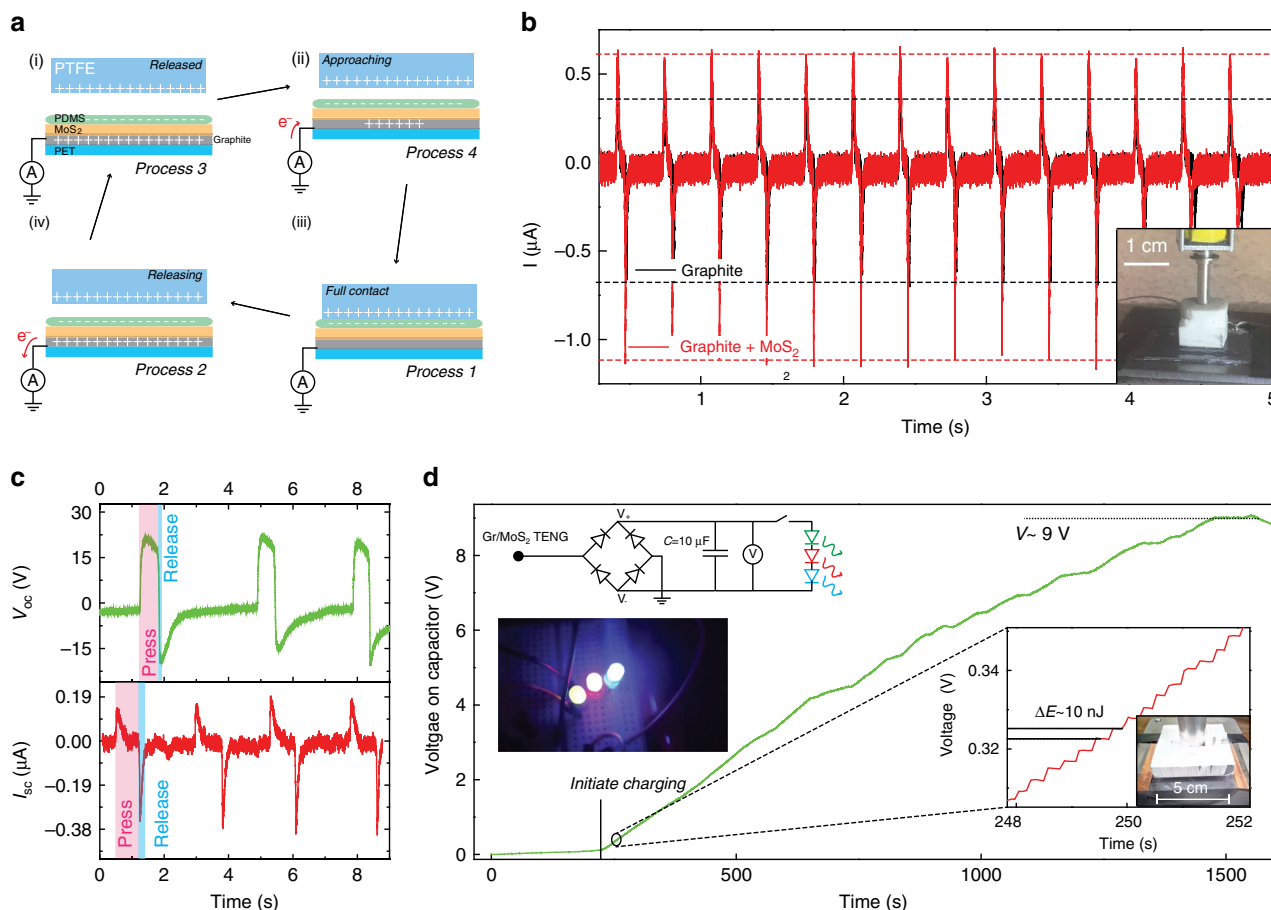 a
(i)
PTFE
Released
PDMS
MoS₂
Graphite
PET
A
Process 3
(ii)
Approaching
e⁻
A
Process 4
(iv)
Releasing
e⁻
A
Process 2
(iii)
Full contact
A
Process 1
b
0.5
0.0
−0.5
−1.0
I (μA)
Graphite
Graphite + MoS₂
2
1 cm
1 2 3 4 5
Time (s)
c
0 2 4 6 8
30
15
0
−15
V_oc (V)
Press
Release
0.19
0.00
−0.19
−0.38
I_sc (μA)
Press
Release
0 2 4 6 8
Time (s)
d
8
6
4
2
0
Voltgae on capacitor (V)
Gr/MoS₂ TENG
V₊
V₋
C=10 μF
V
V~ 9 V
Initiate charging
0.34
0.32
Voltage (V)
ΔE~10 nJ
5 cm
248 250 252
Time (s)
0 500 1000 1500
Time (s)